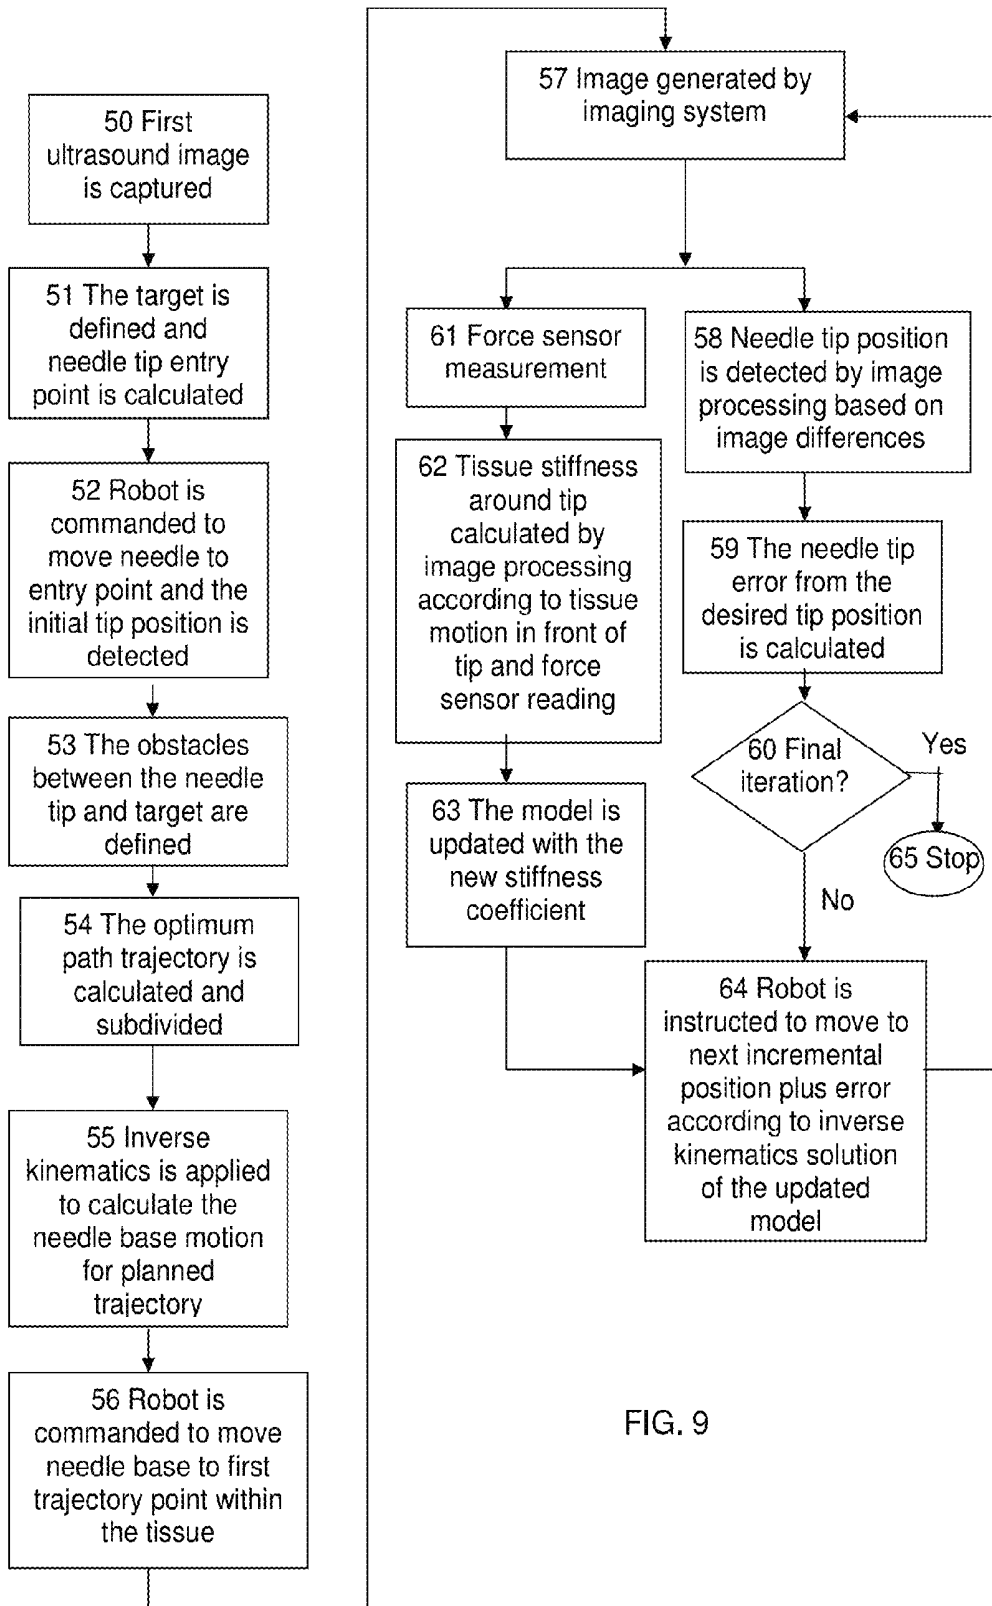 50 First
ultrasound image
is captured
51 The target is
defined and
needle tip entry
point is calculated
52 Robot is
commanded to
move needle to
entry point and the
initial tip position is
detected
53 The obstacles
between the needle
tip and target are
defined
54 The optimum
path trajectory is
calculated and
subdivided
55 Inverse
kinematics is applied
to calculate the
needle base motion
for planned
trajectory
56 Robot is
commanded to move
needle base to first
trajectory point within
the tissue
57 Image generated by
imaging system
61 Force sensor
measurement
62 Tissue stiffness
around tip
calculated by
image processing
according to tissue
motion in front of
tip and force
sensor reading
63 The model is
updated with the
new stiffness
coefficient
58 Needle tip position
is detected by image
processing based on
image differences
59 The needle tip
error from the
desired tip position
is calculated
60 Final
iteration?
Yes
65 Stop
No
64 Robot is
instructed to move to
next incremental
position plus error
according to inverse
kinematics solution
of the updated
model
FIG. 9